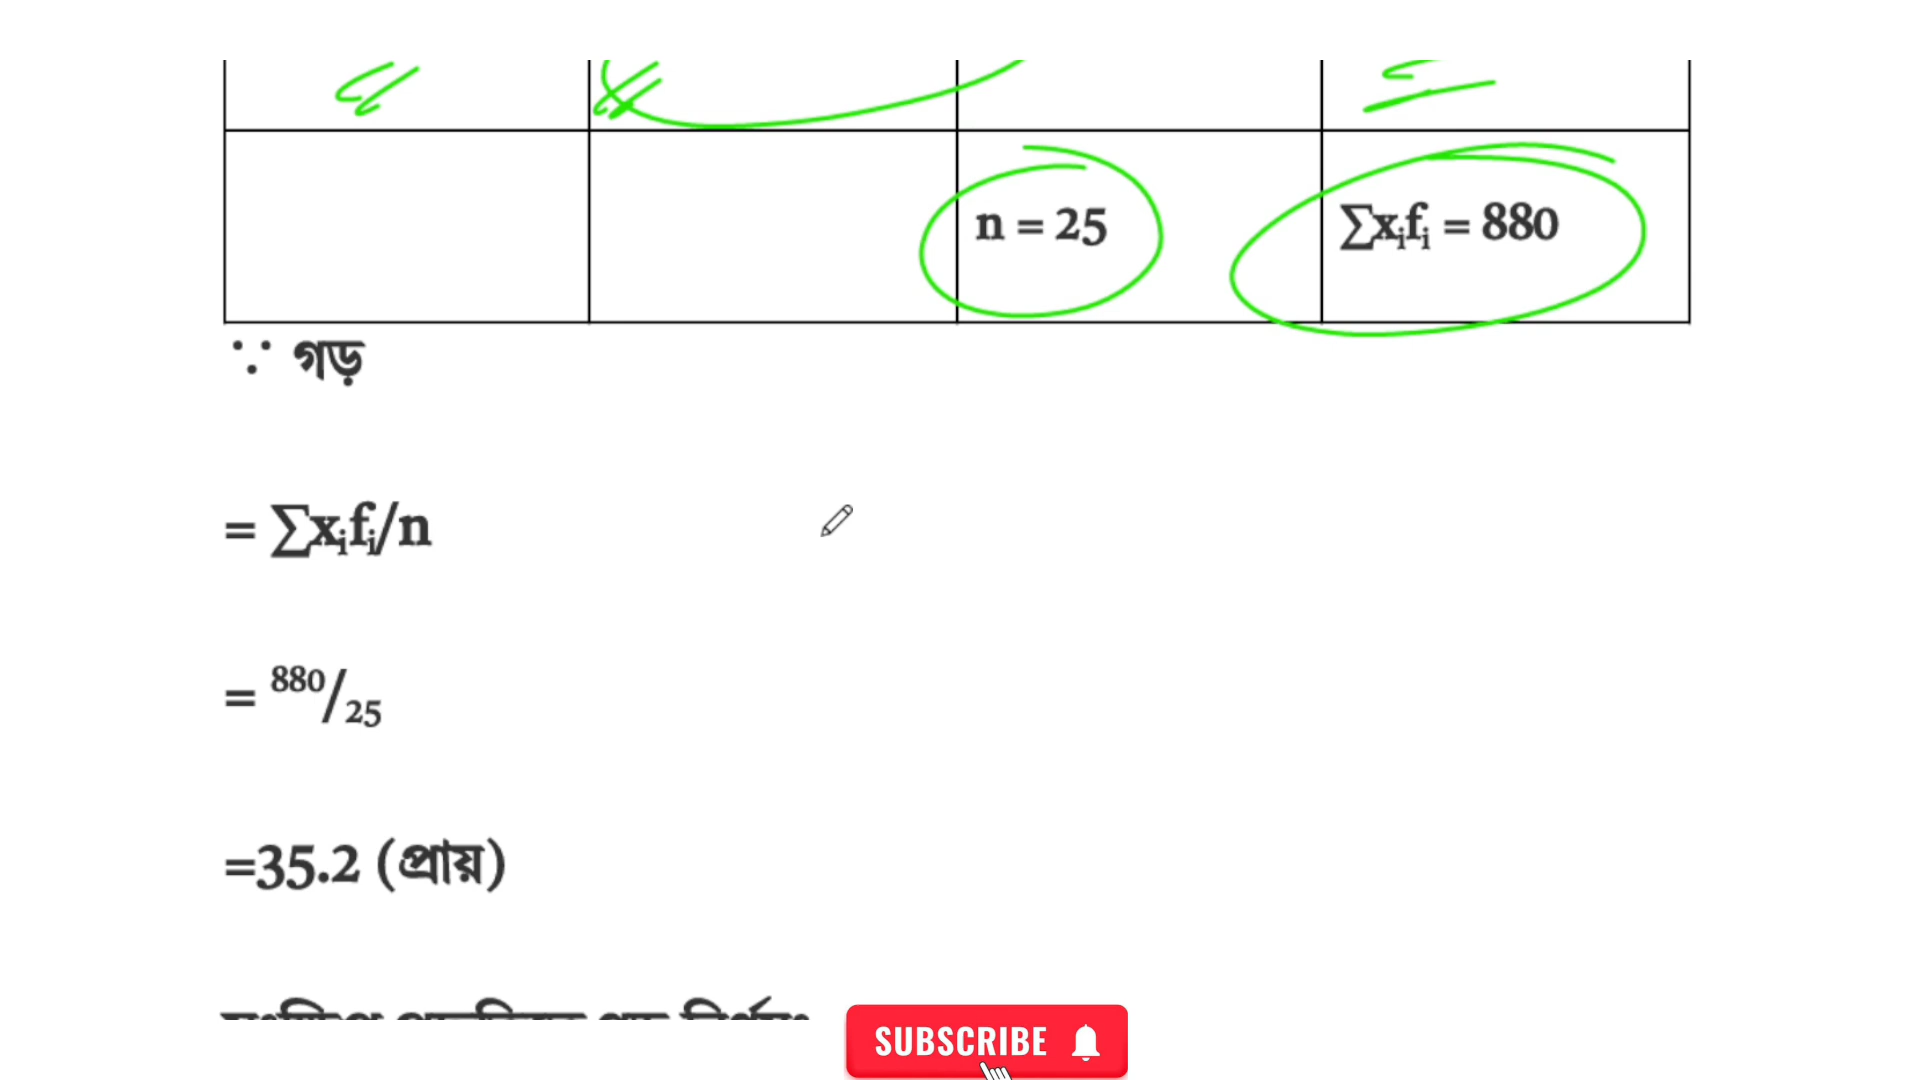 n = 25
∑xᵢfᵢ = 880
∵ গড়
= ∑xᵢfᵢ/n
= ⁸⁸⁰/₂₅
=35.2 (প্রায়)
SUBSCRIBE